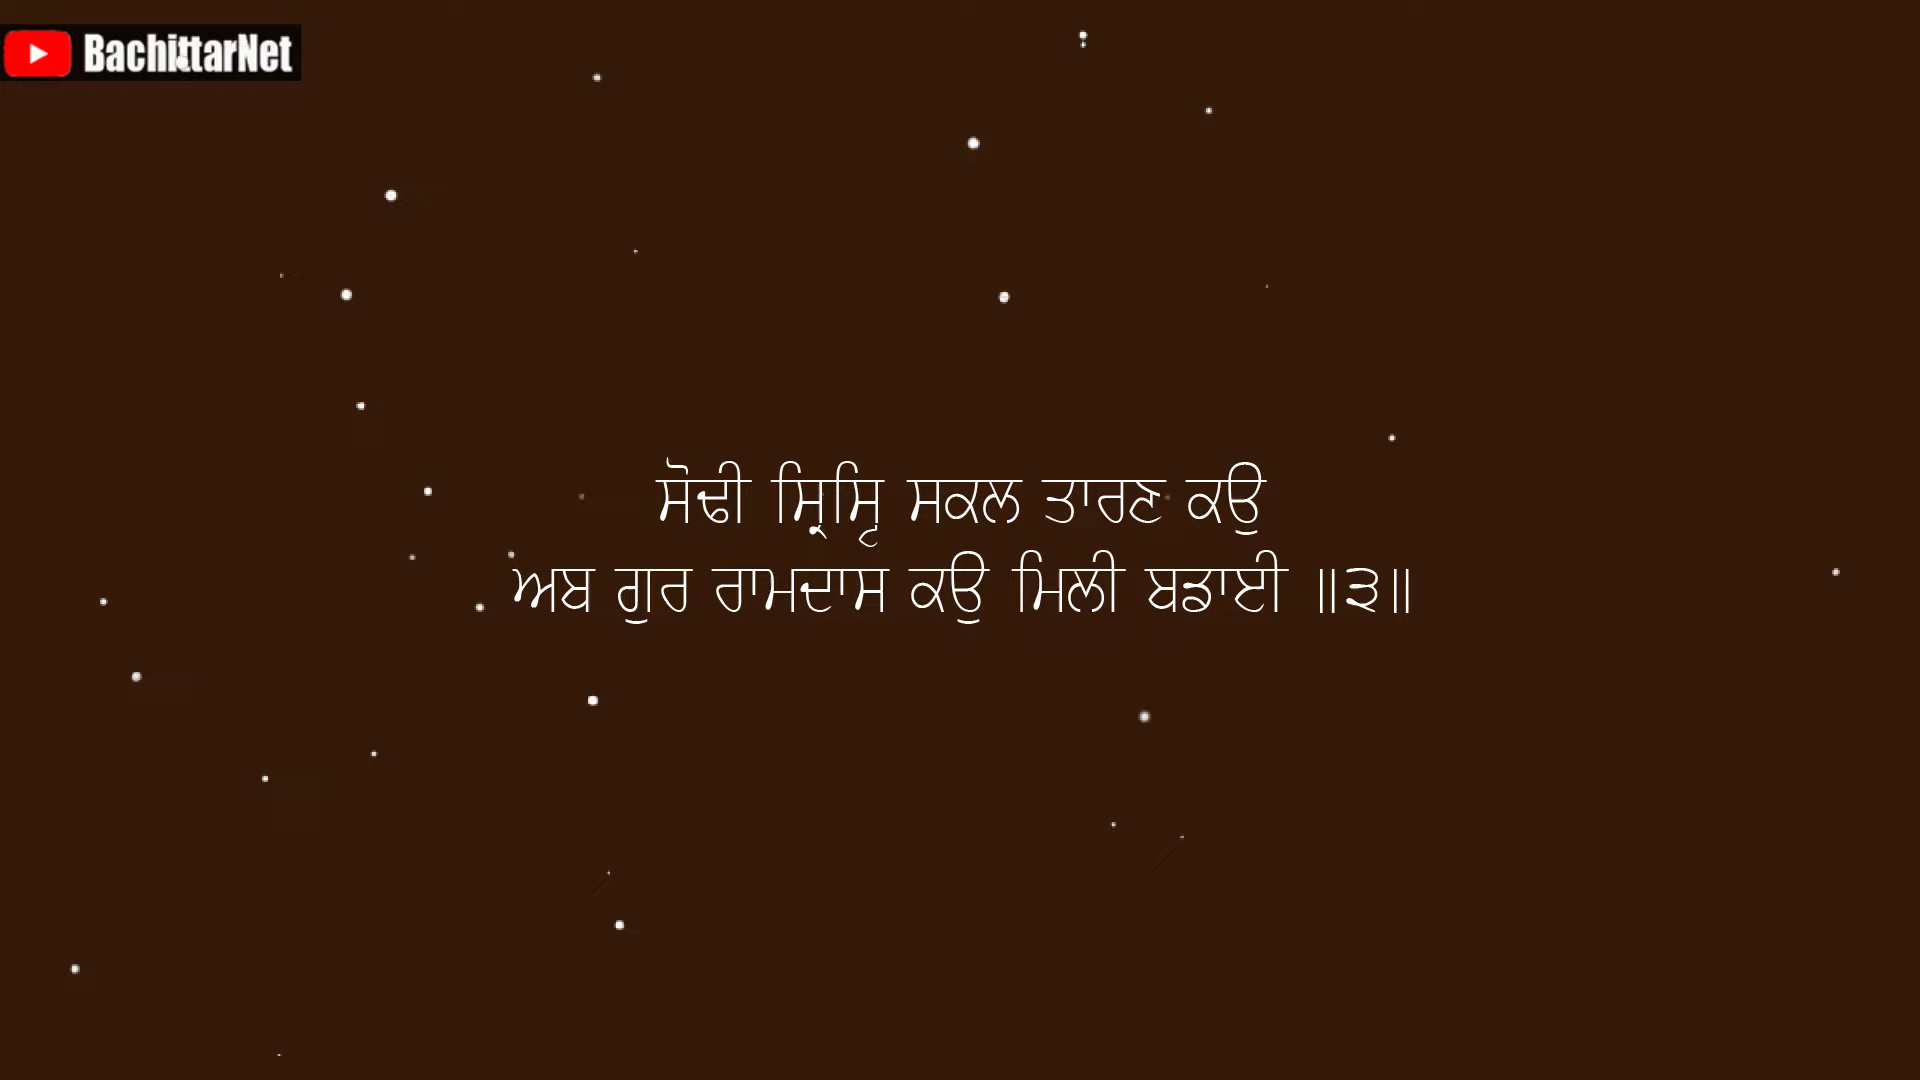 BachittarNet
ਸੋਢੀ ਸ੍ਰਿਸ੍ਟਿ ਸਕਲ ਤਾਰਣ ਕਉ
ਅਬ ਗੁਰ ਰਾਮਦਾਸ ਕਉ ਮਿਲੀ ਬਡਾਈ ॥੩॥